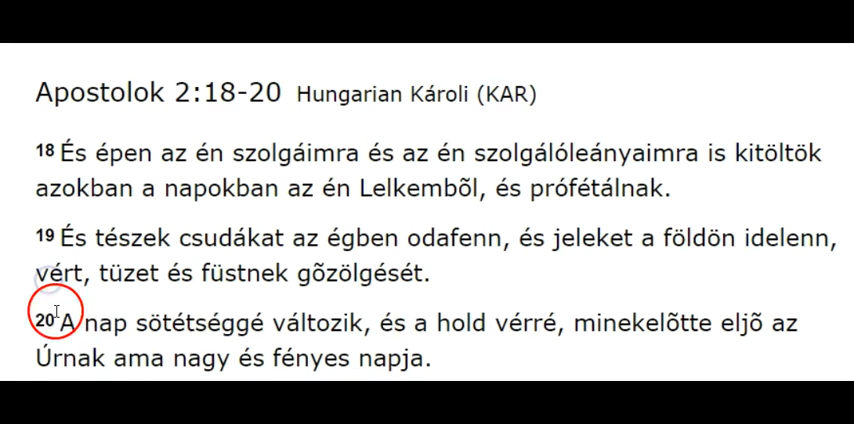 Apostolok 2:18-20 Hungarian Károli (KAR)
18 És épen az én szolgáimra és az én szolgálóleányaimra is kitöltök
azokban a napokban az én Lelkembõl, és prófétálnak.
19 És tészek csudákat az égben odafenn, és jeleket a földön idelenn,
vért, tüzet és füstnek gõzölgését.
20 A nap sötétséggé változik, és a hold vérré, minekelõtte eljõ az
Úrnak ama nagy és fényes napja.